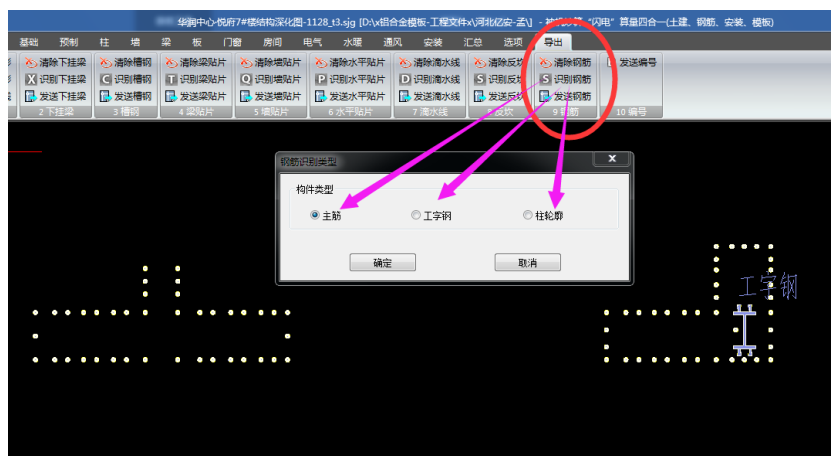 华润中心-悦府7#楼结构深化图-1128_t3.sjg [D:\x铝合金模板-工程文件x\河北亿安-孟\] - "闪电" 算量四合一(土建、钢筋、安装、模板)
基础 预制 柱 墙 梁 板 门窗 房间 电气 水暖 通风 安装 汇总 选项 导出
清除下挂梁 清除槽钢 清除梁贴片 清除墙贴片 清除水平贴片 清除滴水线 清除反坎 清除钢筋 发送编号
X 识别下挂梁 C 识别槽钢 T 识别梁贴片 Q 识别墙贴片 P 识别水平贴片 D 识别滴水线 S 识别反坎 S 识别钢筋
发送下挂梁 发送槽钢 发送梁贴片 发送墙贴片 发送水平贴片 发送滴水线 发送反坎 发送钢筋
2 下挂梁 3 槽钢 4 梁贴片 5 墙贴片 6 水平贴片 7 滴水线 反坎 9 钢筋 10 编号
钢筋识别类型
x
构件类型
主筋 工字钢 柱轮廓
确定 取消
工字钢